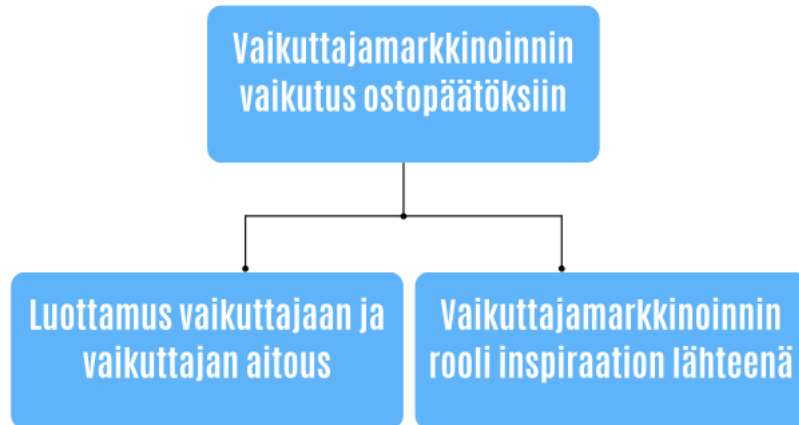 Vaikuttajamarkkinoinnin
vaikutus ostopäätöksiin
Luottamus vaikuttajaan ja
vaikuttajan aitous
Vaikuttajamarkkinoinnin
rooli inspiraation lähteenä